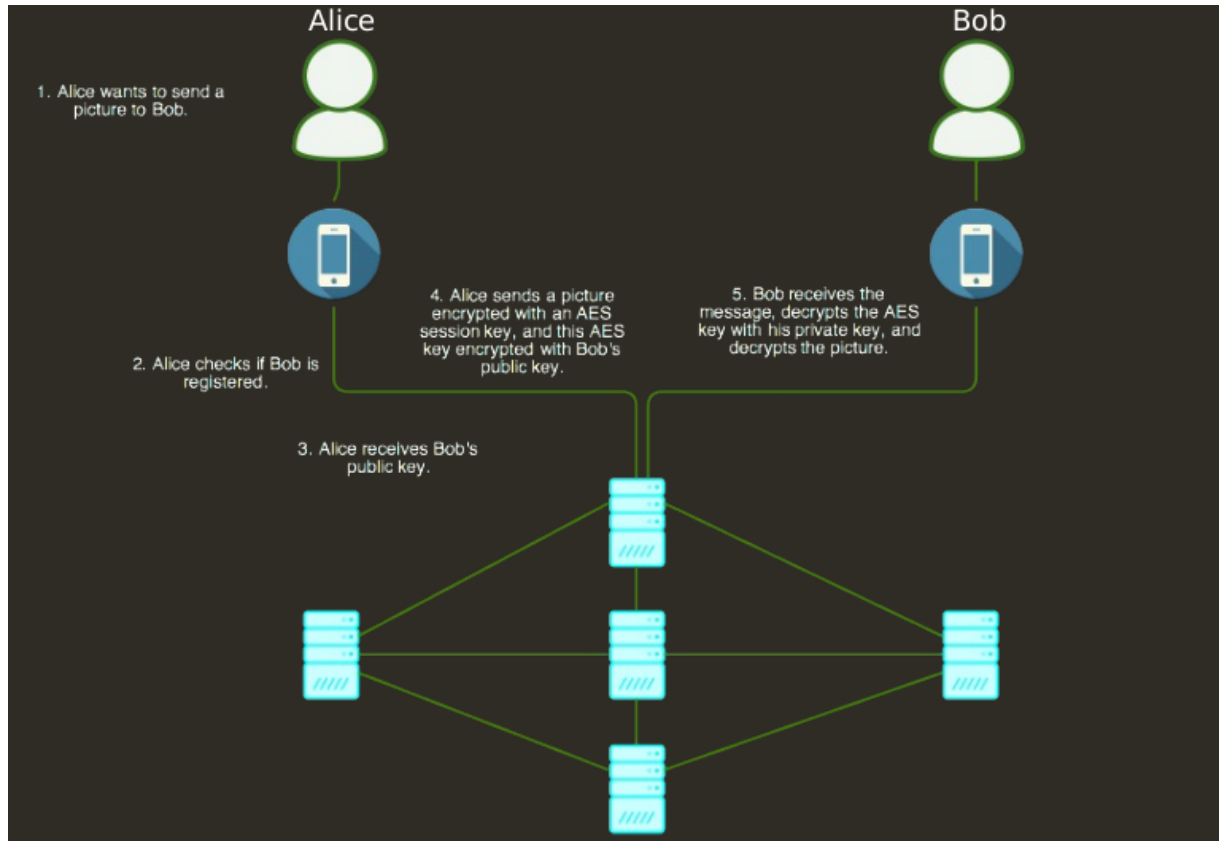 Alice
Bob
1. Alice wants to send a
picture to Bob.
4. Alice sends a picture
encrypted with an AES
session key, and this AES
key encrypted with Bob's
public key.
5. Bob receives the
message, decrypts the AES
key with his private key, and
decrypts the picture.
2. Alice checks if Bob is
registered.
3. Alice receives Bob's
public key.